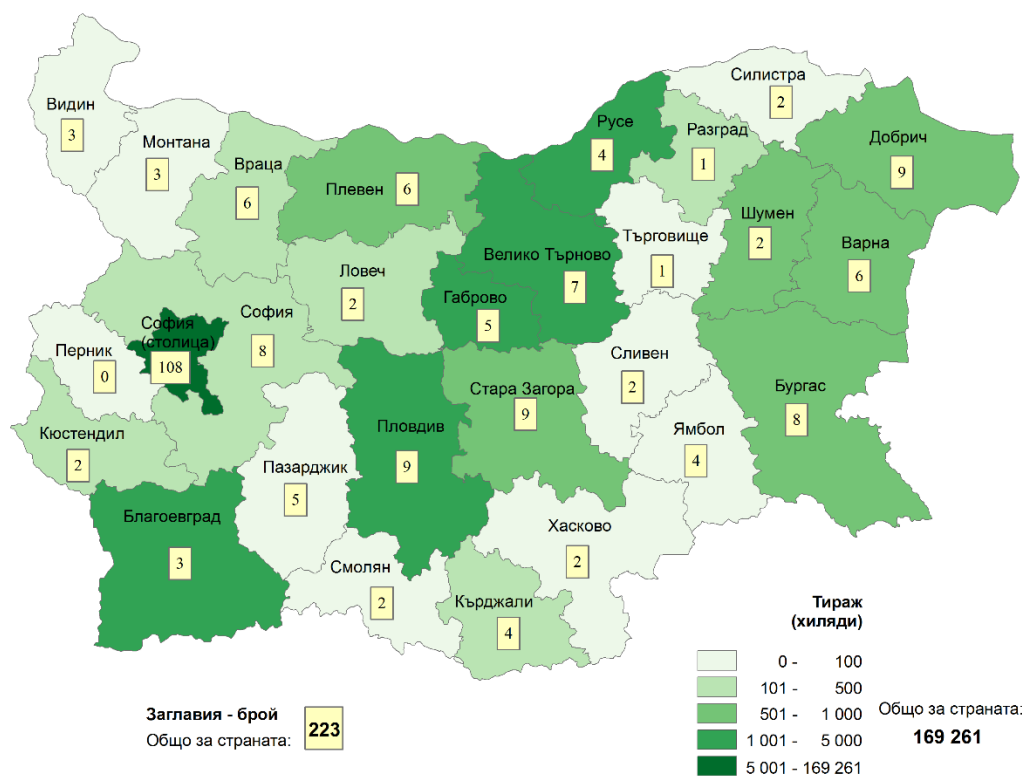 Видин
3
Монтана
3
Враца
6
Плевен
6
Русе
4
Разград
1
Силистра
2
Добрич
9
Шумен
2
Варна
6
Търговище
1
Велико Търново
7
Габрово
5
Ловеч
2
София
8
София
(столица)
108
Перник
0
Кюстендил
2
Благоевград
3
Пазарджик
5
Пловдив
9
Стара Загора
9
Сливен
2
Ямбол
4
Бургас
8
Хасково
2
Смолян
2
Кърджали
4
Заглавия - брой
Общо за страната:
223
Тираж
(хиляди)
0 - 100
101 - 500
501 - 1 000
1 001 - 5 000
5 001 - 169 261
Общо за страната:
169 261